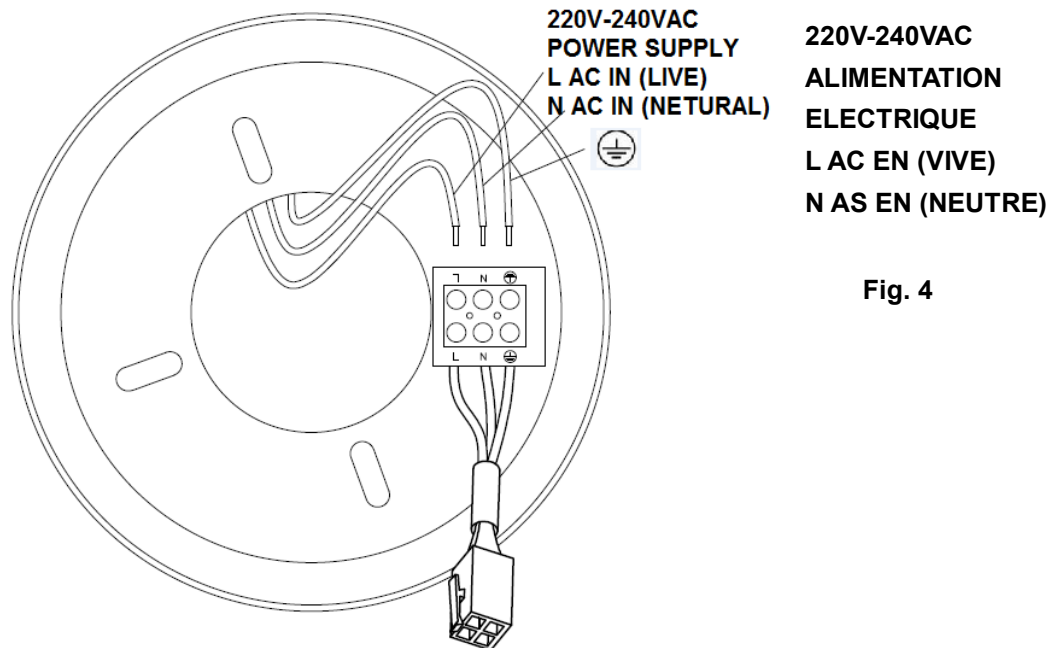 220V-240VAC
POWER SUPPLY
L AC IN (LIVE)
N AC IN (NETURAL)
220V-240VAC
ALIMENTATION
ELECTRIQUE
L AC EN (VIVE)
N AS EN (NEUTRE)
Fig. 4
L N
L N